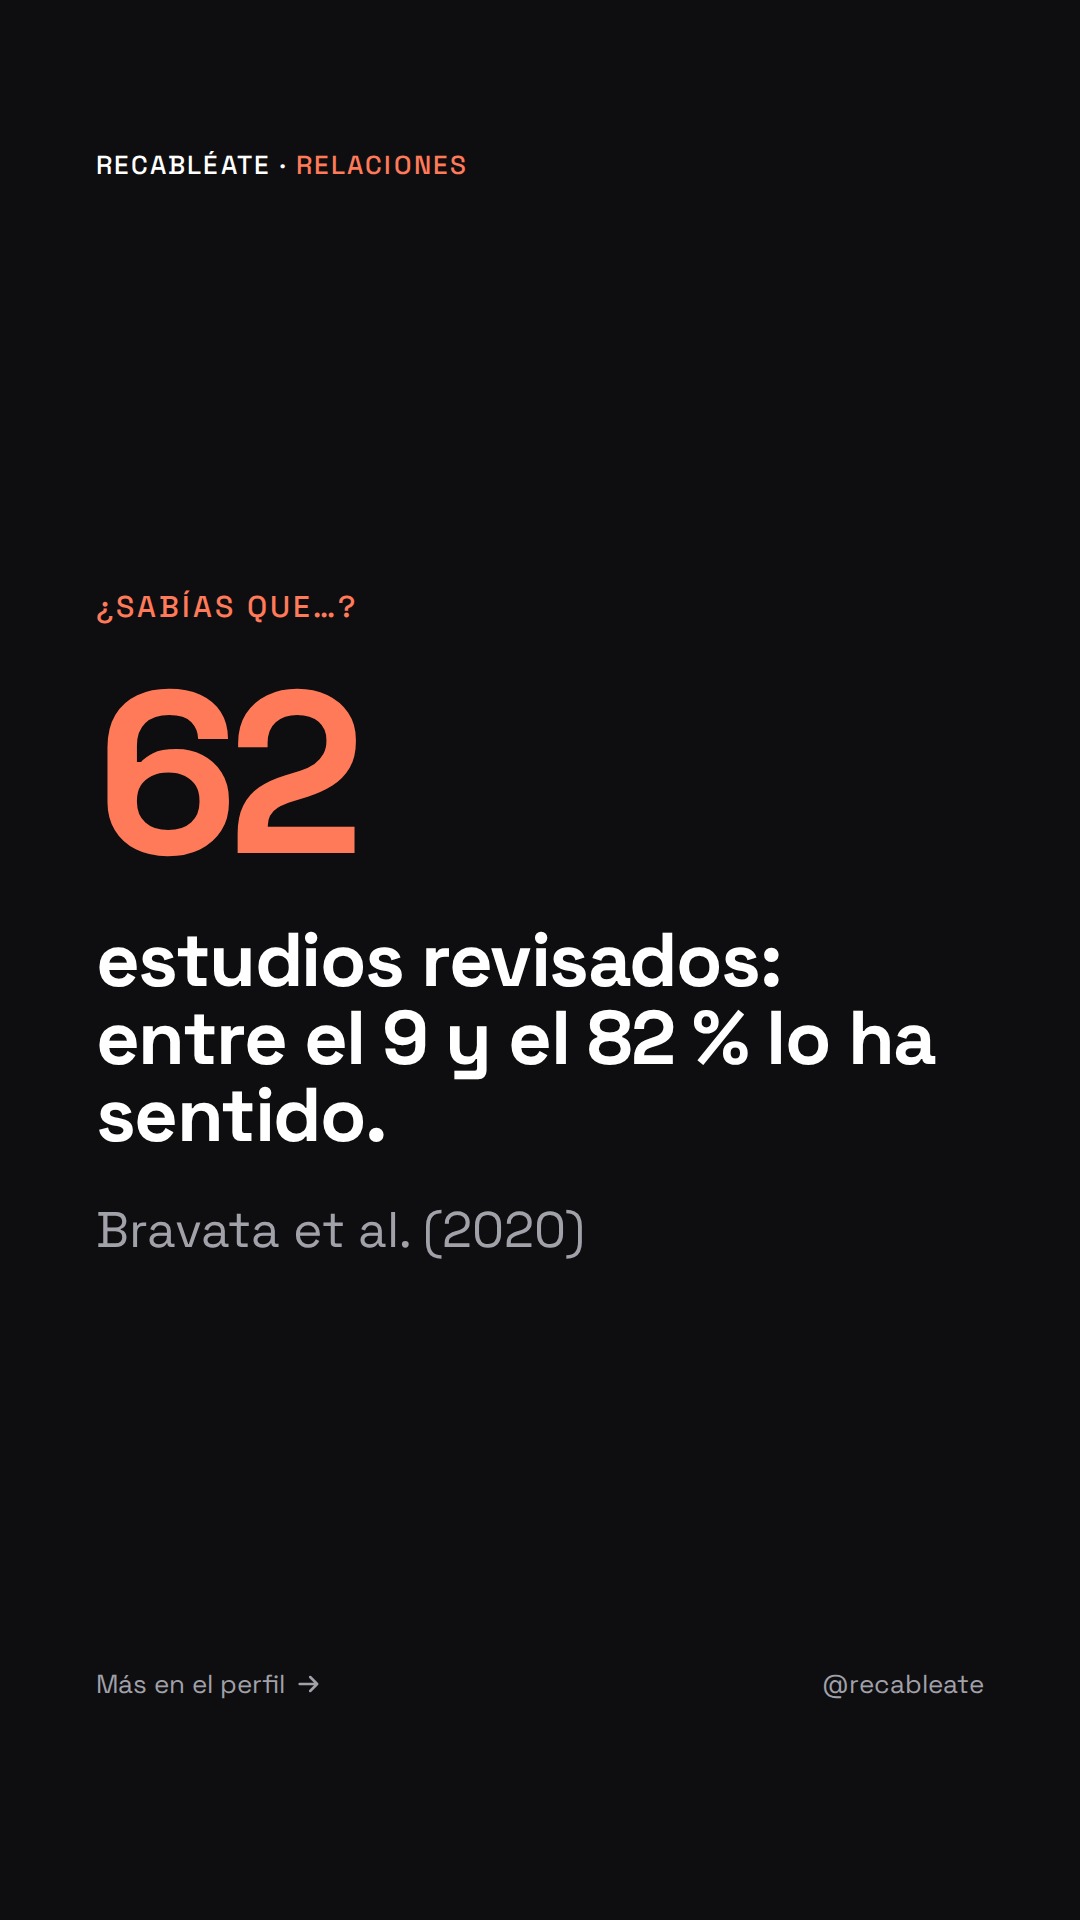 RECABLÉATE · RELACIONES
¿SABÍAS QUE…?
62
estudios revisados:
entre el 9 y el 82 % lo ha
sentido.
Bravata et al. (2020)
Más en el perfil →
@recableate